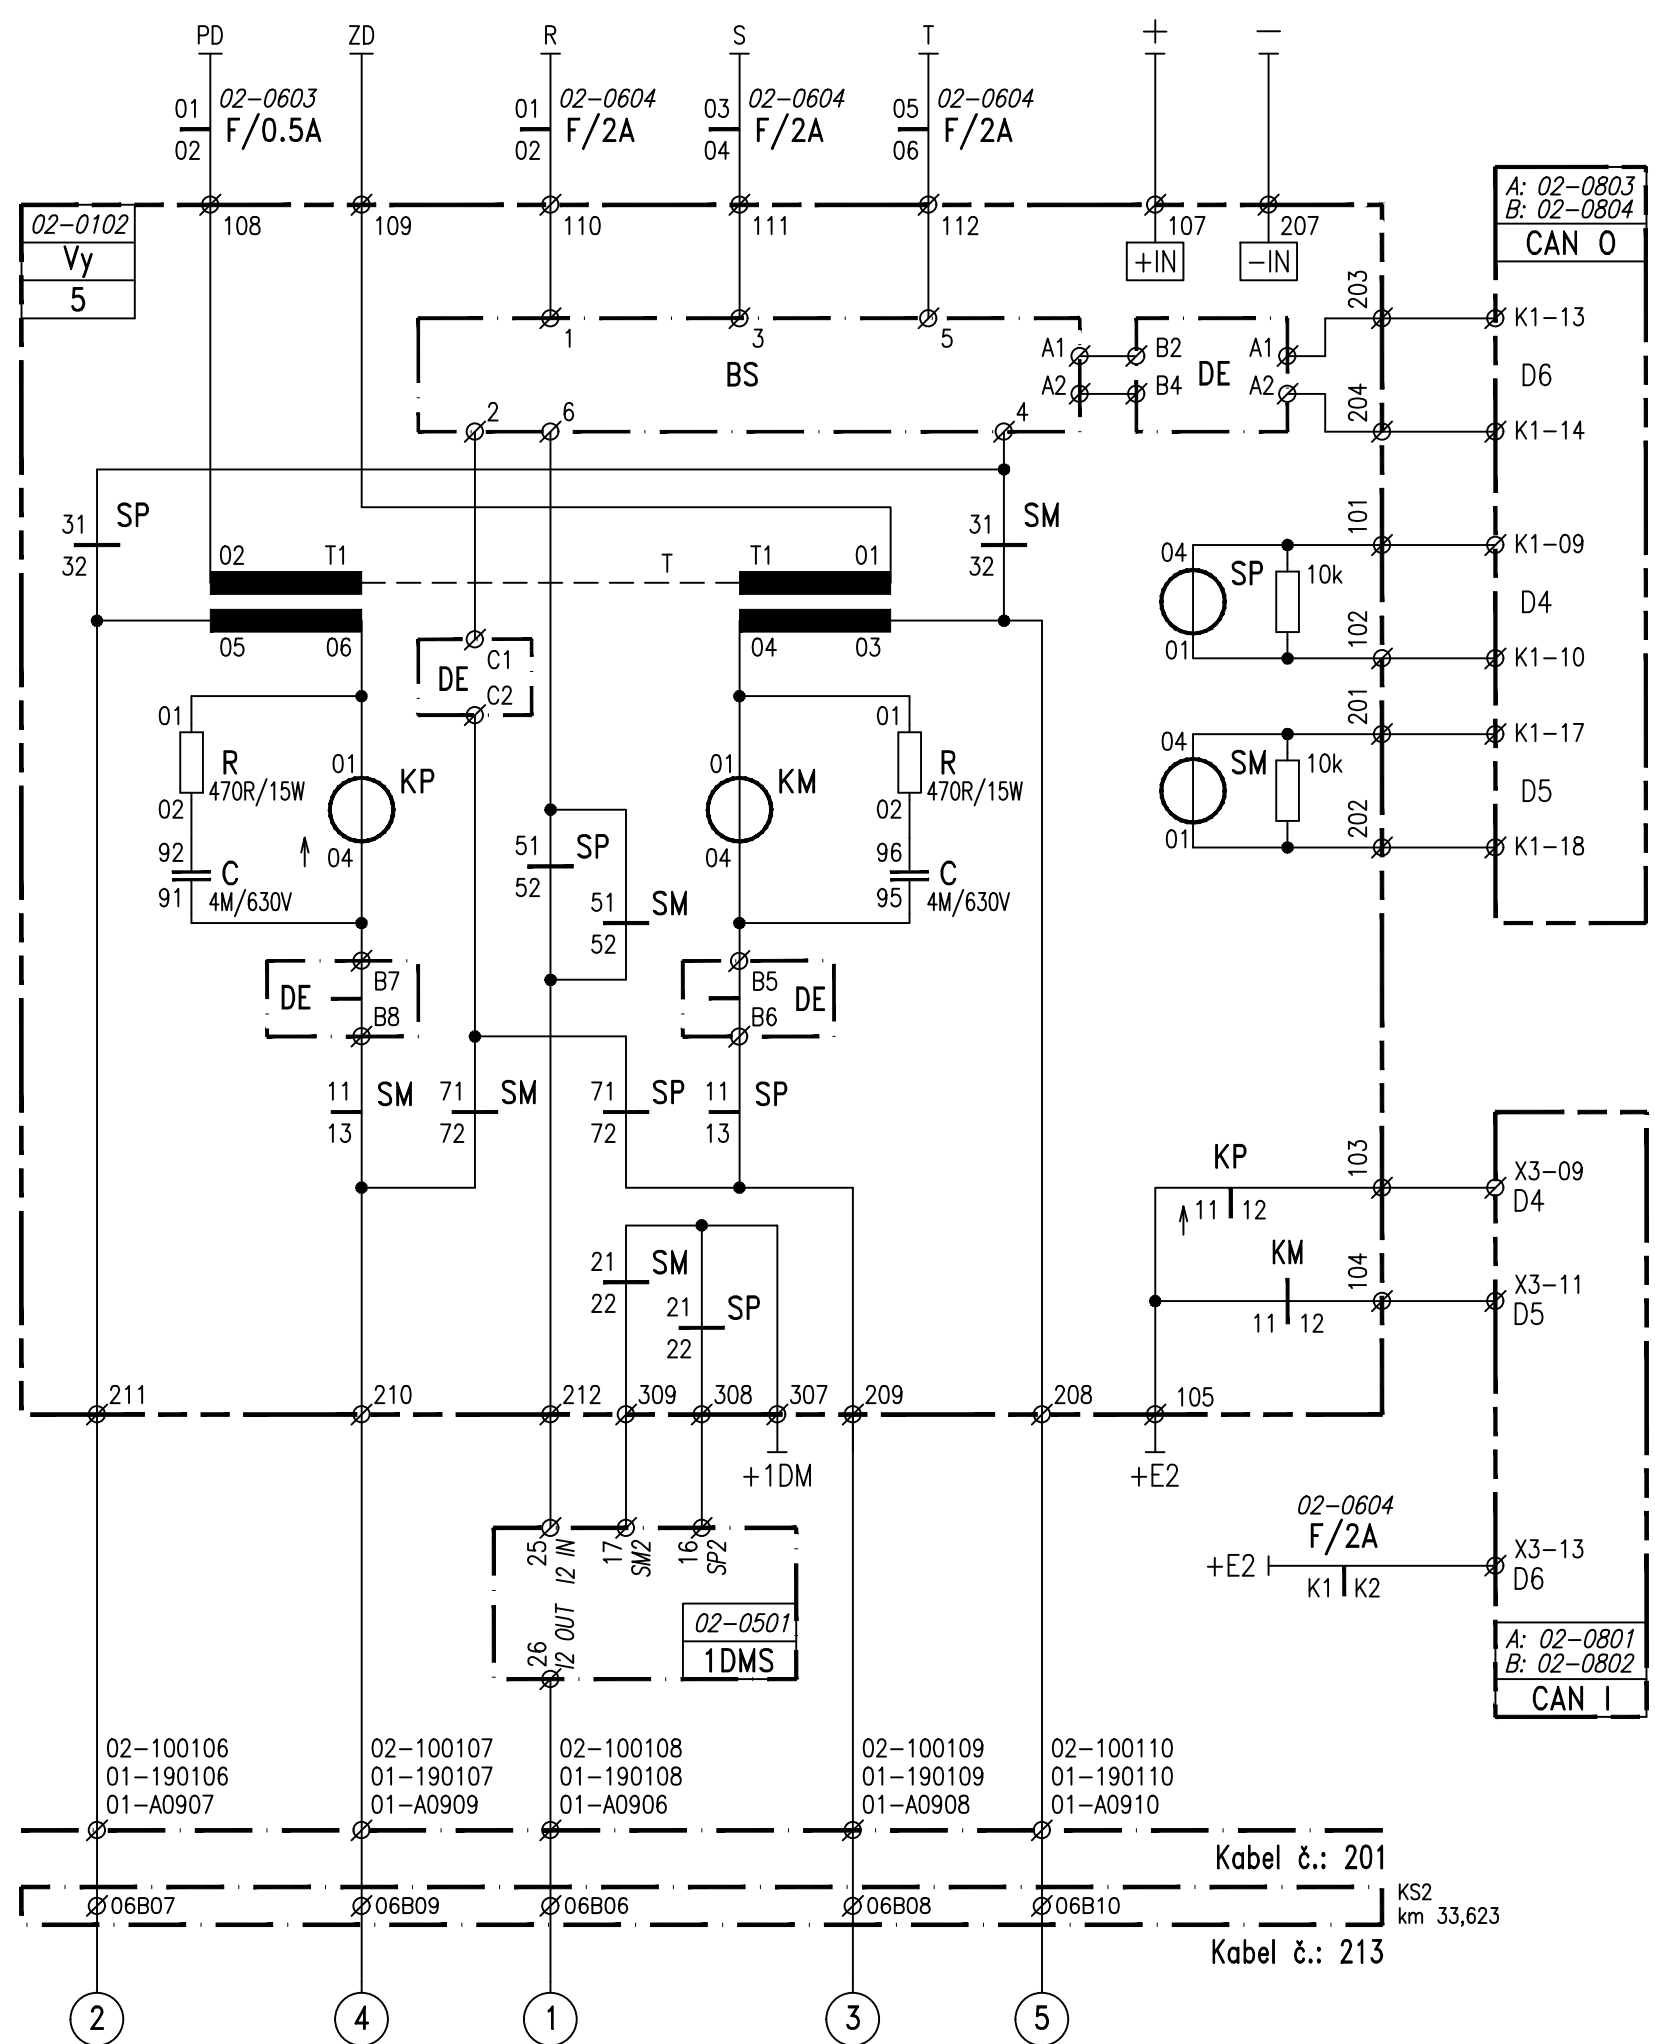 PD
ZD
R
S
T
+
−
01
02-0603
F/0.5A
02
01
02-0604
F/2A
02
03
02-0604
F/2A
04
05
02-0604
F/2A
06
02-0102
Vy
5
108
109
110
111
112
107
207
+IN
-IN
A: 02-0803
B: 02-0804
CAN 0
1
3
5
BS
A1
A2
B2
B4
DE
A1
A2
203
204
K1-13
D6
K1-14
2
6
4
31
SP
32
31
SM
32
02
T1
T
T1
01
05
06
04
03
04
SP
10k
01
101
102
K1-09
D4
K1-10
DE
C1
C2
04
SM
10k
01
201
202
K1-17
D5
K1-18
01
R
470R/15W
02
92
C
91
4M/630V
01
KP
04
51
SP
52
51
SM
52
01
KM
04
01
R
470R/15W
02
96
C
95
4M/630V
DE
B7
B8
B5
DE
B6
11
SM
13
71
SM
72
71
SP
72
11
SP
13
KP
11
12
103
X3-09
D4
KM
11
12
104
X3-11
D5
21
SM
22
21
SP
22
211
210
212
309
308
307
209
208
105
+1DM
+E2
02-0604
F/2A
+E2
K1
K2
X3-13
D6
A: 02-0801
B: 02-0802
CAN I
25
I2 IN
17
SM2
16
SP2
26
I2 OUT
02-0501
1DMS
02-100106
01-190106
01-A0907
02-100107
01-190107
01-A0909
02-100108
01-190108
01-A0906
02-100109
01-190109
01-A0908
02-100110
01-190110
01-A0910
Kabel č.: 201
06B07
06B09
06B06
06B08
06B10
KS2
km 33,623
Kabel č.: 213
2
4
1
3
5